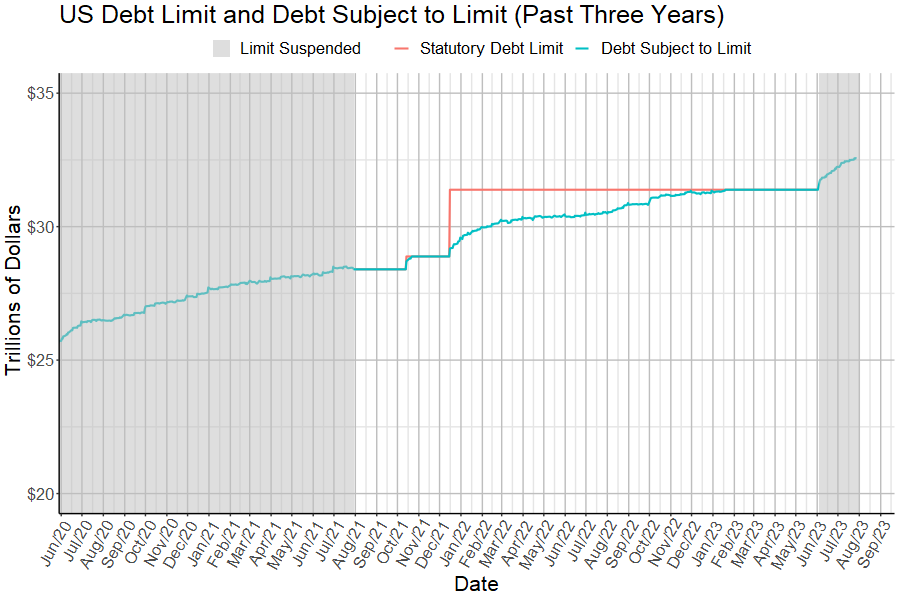 US Debt Limit and Debt Subject to Limit (Past Three Years)
Limit Suspended
Statutory Debt Limit
Debt Subject to Limit
Trillions of Dollars
$35
$30
$25
$20
Jun/20
Jul/20
Aug/20
Sep/20
Oct/20
Nov/20
Dec/20
Jan/21
Feb/21
Mar/21
Apr/21
May/21
Jun/21
Jul/21
Aug/21
Sep/21
Oct/21
Nov/21
Dec/21
Jan/22
Feb/22
Mar/22
Apr/22
May/22
Jun/22
Jul/22
Aug/22
Sep/22
Oct/22
Nov/22
Dec/22
Jan/23
Feb/23
Mar/23
Apr/23
May/23
Jun/23
Jul/23
Aug/23
Sep/23
Date